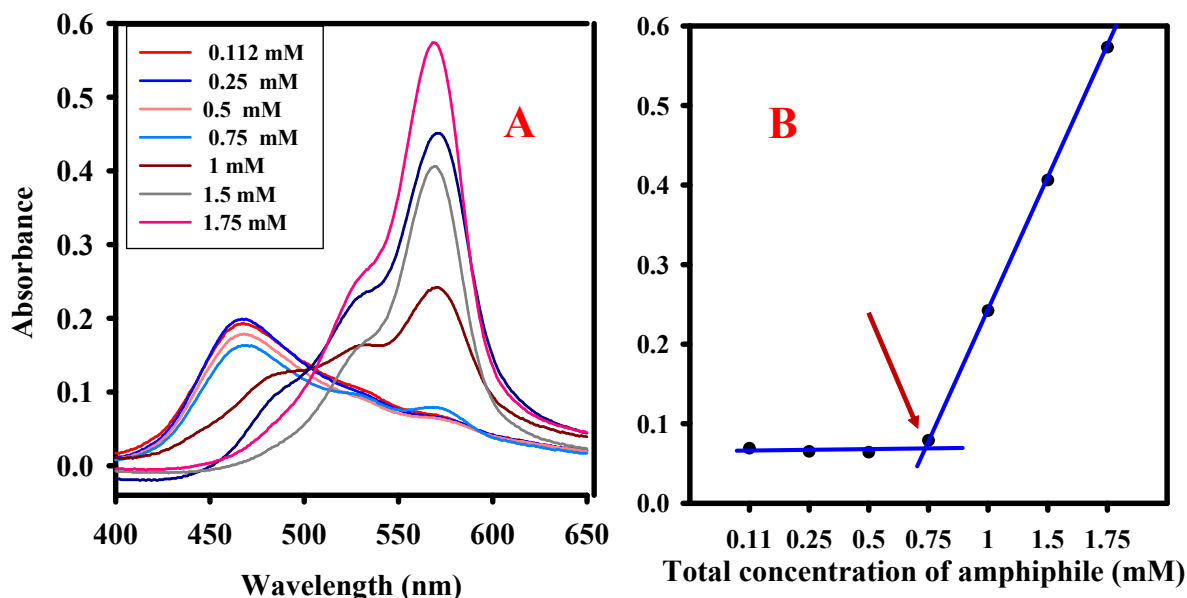 A
0.112 mM
0.25 mM
0.5 mM
0.75 mM
1 mM
1.5 mM
1.75 mM
Absorbance
0.6
0.5
0.4
0.3
0.2
0.1
0.0
400 450 500 550 600 650
Wavelength (nm)
B
0.6
0.5
0.4
0.3
0.2
0.1
0.0
0.11 0.25 0.5 0.75 1 1.5 1.75
Total concentration of amphiphile (mM)